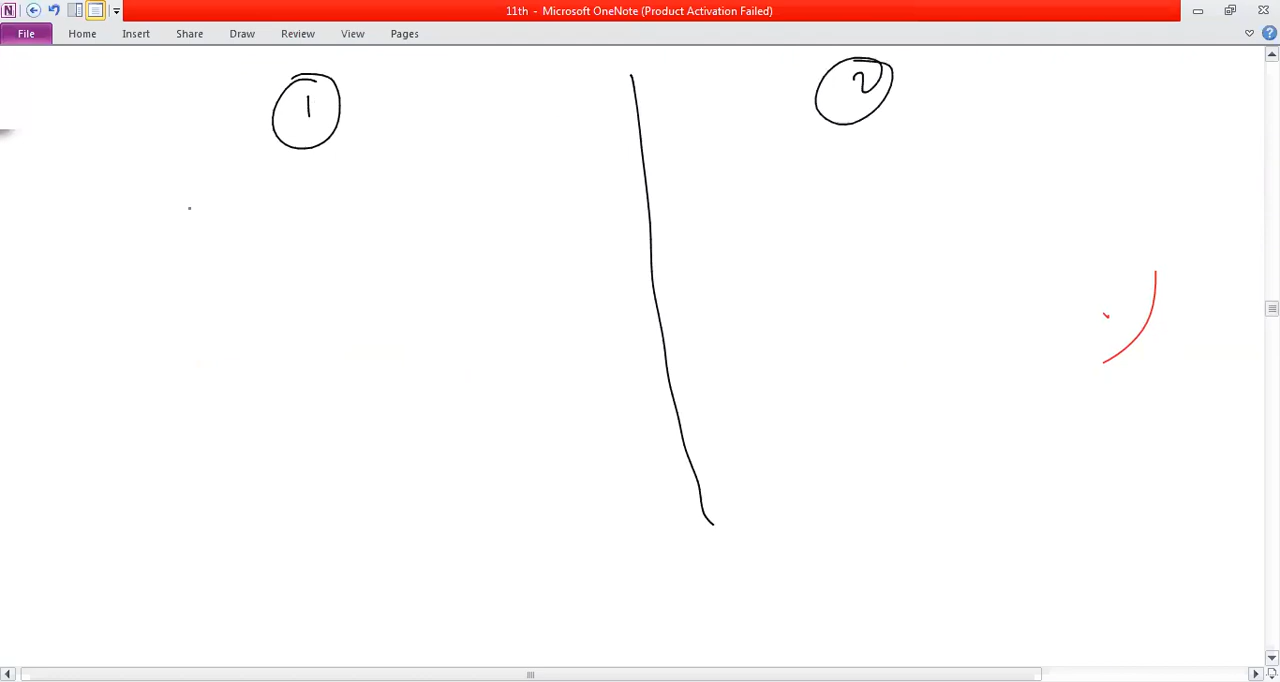 11th - Microsoft OneNote (Product Activation Failed)
File Home Insert Share Draw Review View Pages
1 2